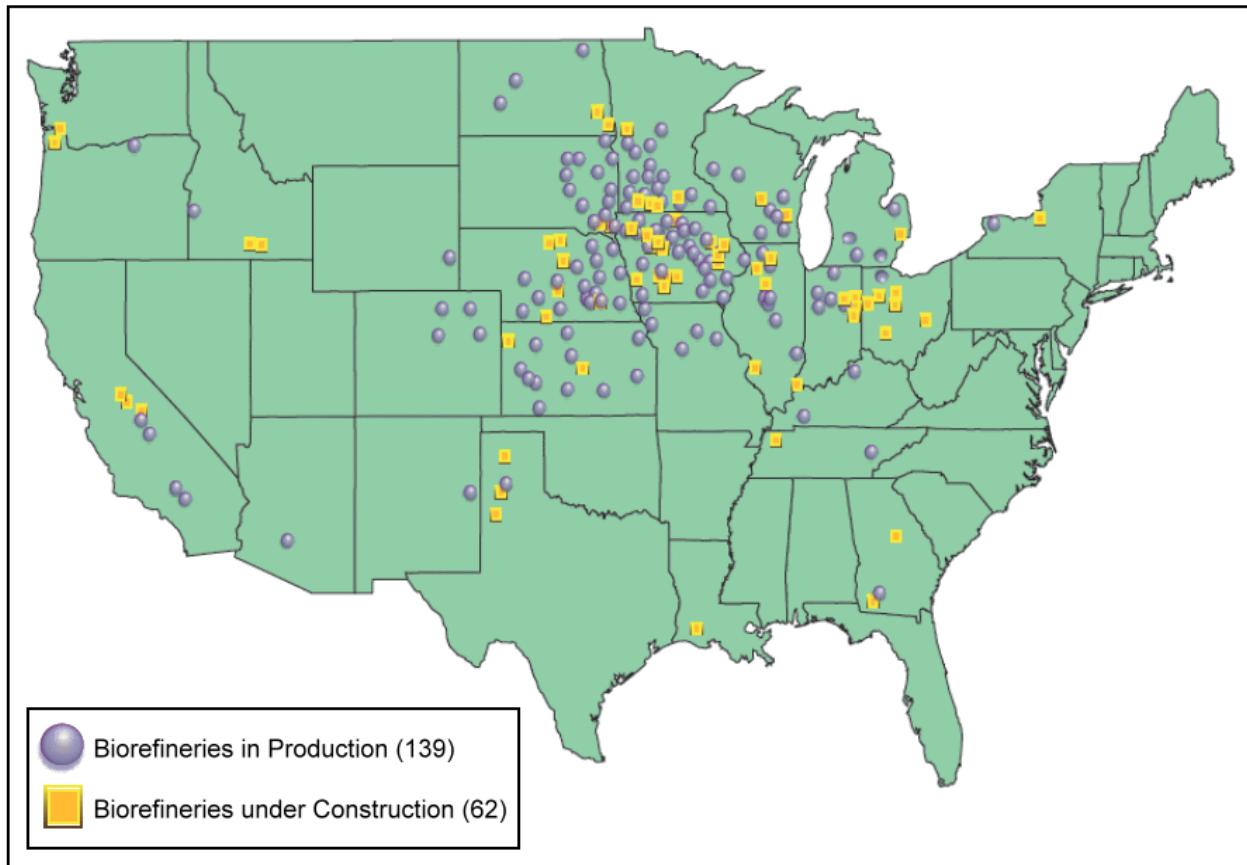 Biorefineries in Production (139)
Biorefineries under Construction (62)